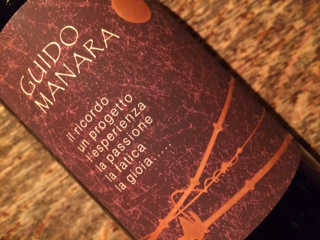 GUIDO
MANARA
il ricordo
un progetto
l'esperienza
la passione
la fatica
la gioia......